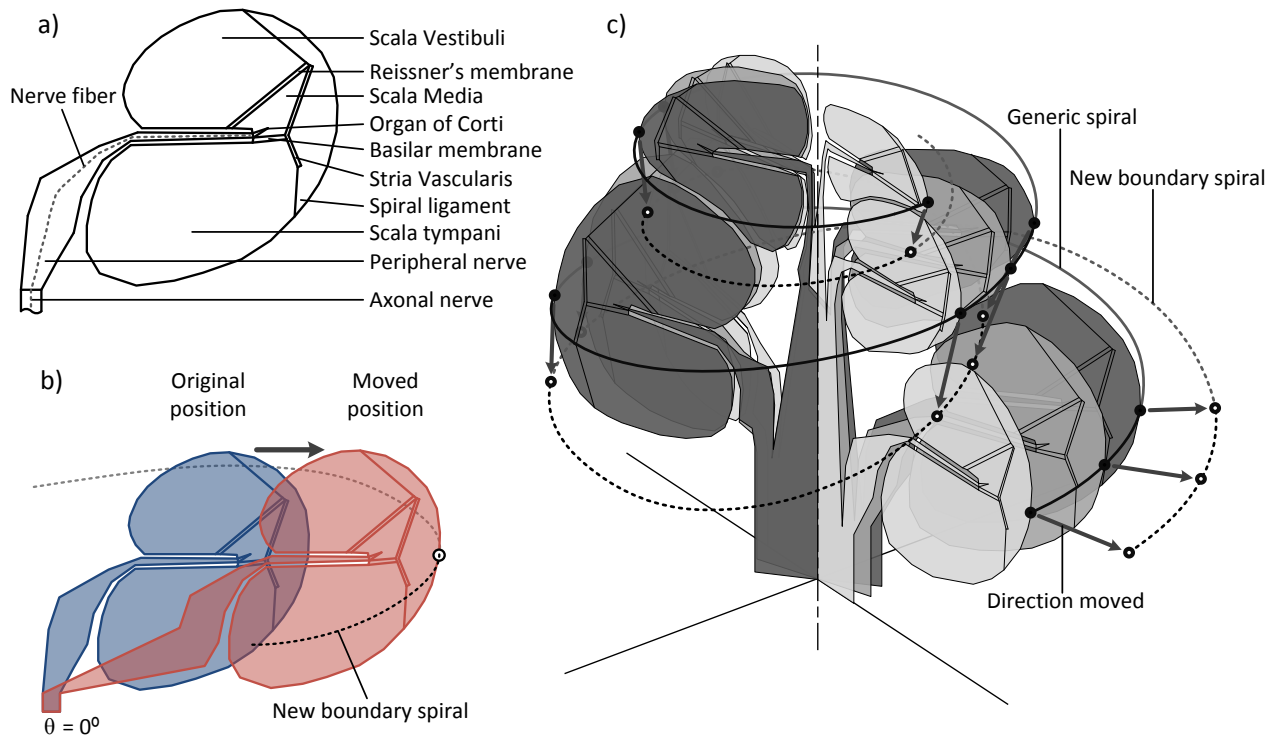 a)
Scala Vestibuli
Reissner's membrane
Scala Media
Organ of Corti
Basilar membrane
Stria Vascularis
Spiral ligament
Scala tympani
Peripheral nerve
Axonal nerve
Nerve fiber
b)
Original
position
Moved
position
New boundary spiral
θ = 0⁰
c)
Generic spiral
New boundary spiral
Direction moved